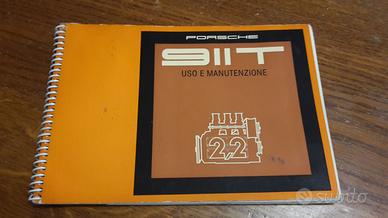 PORSCHE
911T
USO E MANUTENZIONE
2,2
subito